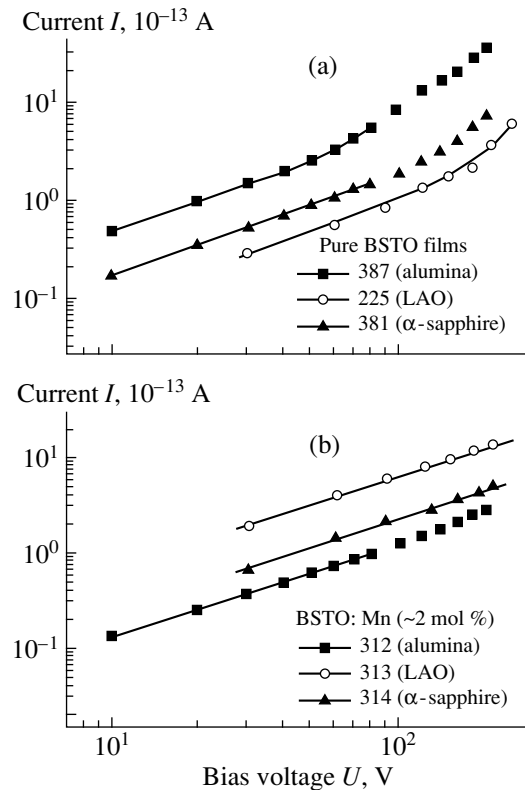 Current I, 10⁻¹³ A
(a)
10¹
10⁰
10⁻¹
Pure BSTO films
387 (alumina)
225 (LAO)
381 (α-sapphire)
Current I, 10⁻¹³ A
(b)
10¹
10⁰
10⁻¹
BSTO: Mn (~2 mol %)
312 (alumina)
313 (LAO)
314 (α-sapphire)
10¹
10²
Bias voltage U, V